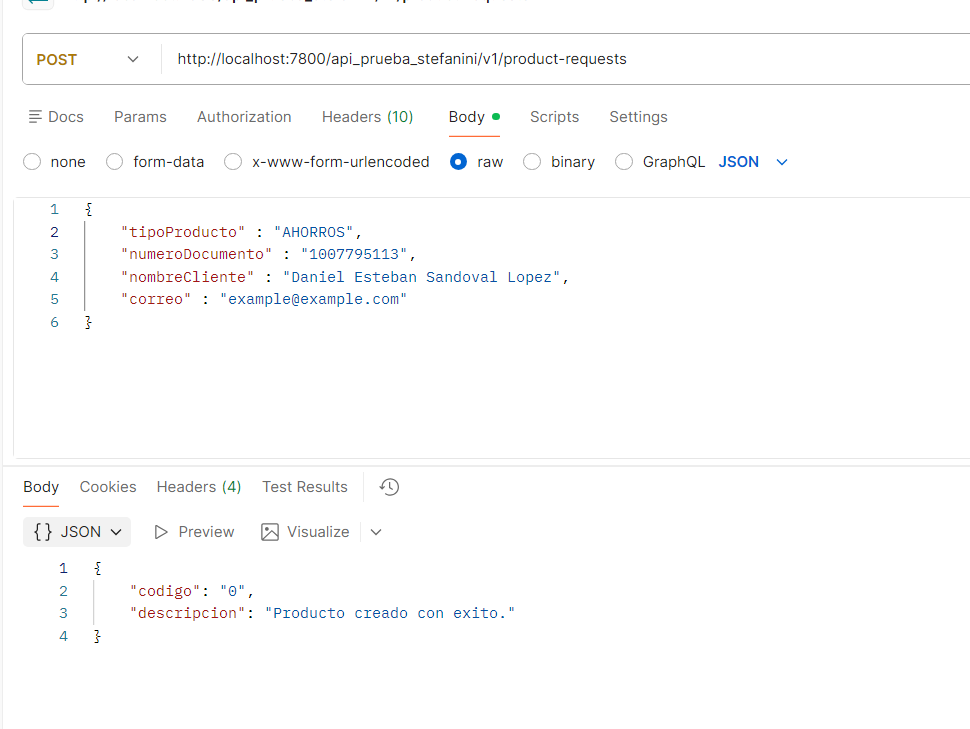 POST http://localhost:7800/api_prueba_stefanini/v1/product-requests
Docs Params Authorization Headers (10) Body Scripts Settings
none form-data x-www-form-urlencoded raw binary GraphQL JSON
1 {
2 "tipoProducto" : "AHORROS",
3 "numeroDocumento" : "1007795113",
4 "nombreCliente" : "Daniel Esteban Sandoval Lopez",
5 "correo" : "example@example.com"
6 }
Body Cookies Headers (4) Test Results
{} JSON Preview Visualize
1 {
2 "codigo": "0",
3 "descripcion": "Producto creado con exito."
4 }